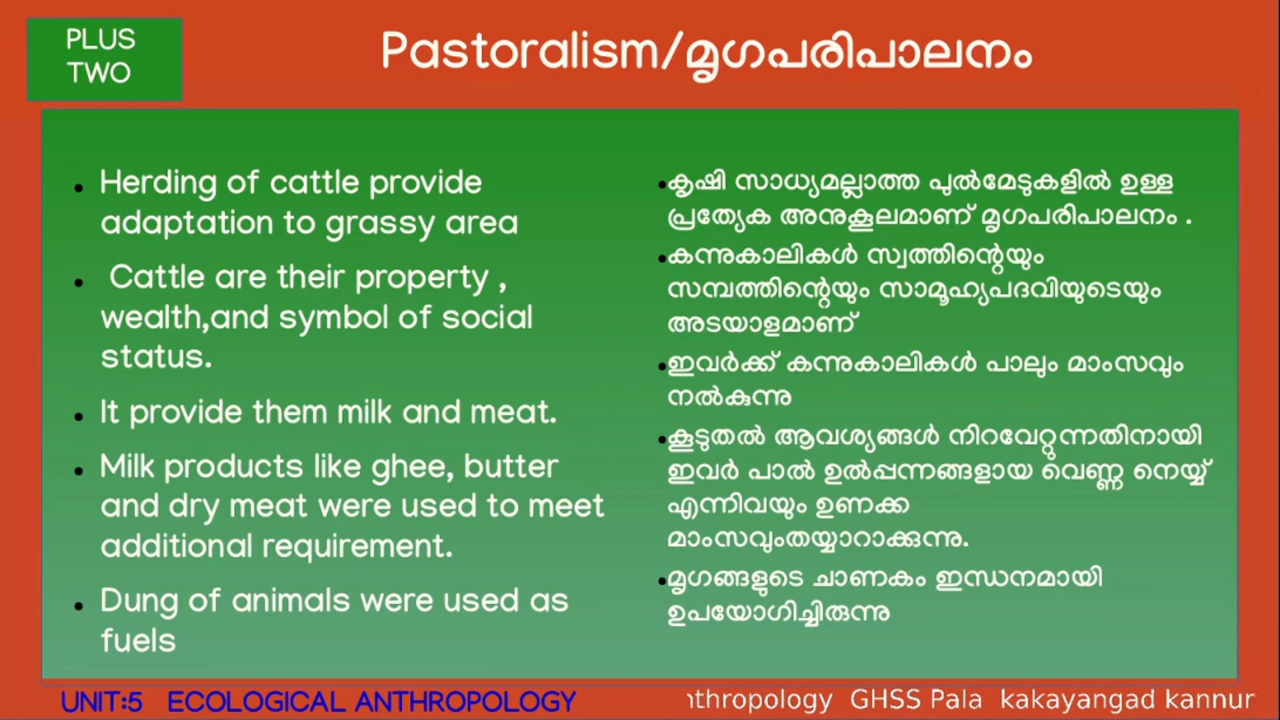 PLUS
TWO
Pastoralism/മൃഗപരിപാലനം
Herding of cattle provide
adaptation to grassy area
Cattle are their property ,
wealth,and symbol of social
status.
It provide them milk and meat.
Milk products like ghee, butter
and dry meat were used to meet
additional requirement.
Dung of animals were used as
fuels
കൃഷി സാധ്യമല്ലാത്ത പുൽമേടുകളിൽ ഉള്ള
പ്രത്യേക അനുകൂലമാണ് മൃഗപരിപാലനം .
കന്നുകാലികൾ സ്വത്തിന്റെയും
സമ്പത്തിന്റെയും സാമൂഹ്യപദവിയുടെയും
അടയാളമാണ്
ഇവർക്ക് കന്നുകാലികൾ പാലും മാംസവും
നൽകുന്നു
കൂടുതൽ ആവശ്യങ്ങൾ നിറവേറ്റുന്നതിനായി
ഇവർ പാൽ ഉൽപ്പന്നങ്ങളായ വെണ്ണ നെയ്യ്
എന്നിവയും ഉണക്ക
മാംസവുംതയ്യാറാക്കുന്നു.
മൃഗങ്ങളുടെ ചാണകം ഇന്ധനമായി
ഉപയോഗിച്ചിരുന്നു
UNIT:5 ECOLOGICAL ANTHROPOLOGY
nthropology GHSS Pala kakayangad kannur